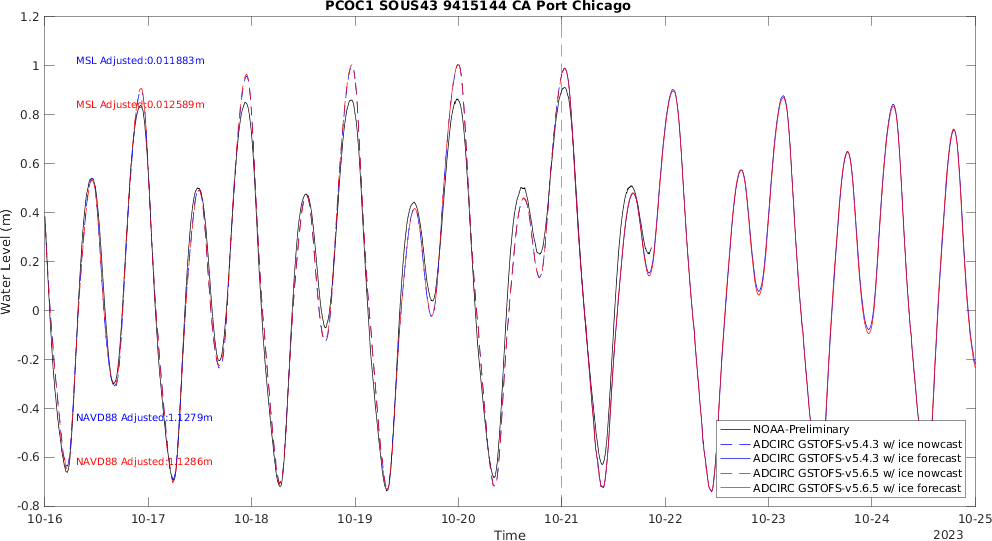 PCOC1 SOUS43 9415144 CA Port Chicago
1.2
1
0.8
0.6
0.4
0.2
0
-0.2
-0.4
-0.6
-0.8
Water Level (m)
MSL Adjusted:0.011883m
MSL Adjusted:0.012589m
NAVD88 Adjusted:1.1279m
NAVD88 Adjusted:1.1286m
NOAA-Preliminary
ADCIRC GSTOFS-v5.4.3 w/ ice nowcast
ADCIRC GSTOFS-v5.4.3 w/ ice forecast
ADCIRC GSTOFS-v5.6.5 w/ ice nowcast
ADCIRC GSTOFS-v5.6.5 w/ ice forecast
10-16 10-17 10-18 10-19 10-20 10-21 10-22 10-23 10-24 10-25
Time
2023